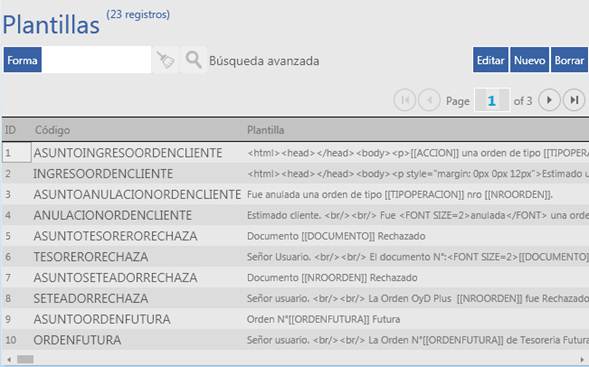 Plantillas (23 registros)
Forma Búsqueda avanzada Editar Nuevo Borrar
Page 1 of 3
ID Código Plantilla
1 ASUNTOINGRESOORDENCLIENTE <html><head></head><body><p>[[ACCION]] una orden de tipo [[TIPOPERA
2 INGRESOORDENCLIENTE <html><head></head><body><p style="margin: 0px 0px 12px">Estimado u
3 ASUNTOANULACIONORDENCLIENTE Fue anulada una orden de tipo [[TIPOPERACION]] nro [[NROORDEN]].
4 ANULACIONORDENCLIENTE Estimado cliente. <br/><br/> Fue <FONT SIZE=2>anulada</FONT> una orde
5 ASUNTOTESORERORECHAZA Documento [[DOCUMENTO]] Rechazado
6 TESORERORECHAZA Señor Usuario. <br/><br/> El documento N°:<FONT SIZE=2>[[DOCUMENTO]
7 ASUNTOSETEADORRECHAZA Documento [[NROORDEN]] Rechazado
8 SETEADORRECHAZA Señor usuario. <br/><br/> La Orden OyD Plus [[NROORDEN]] fue Rechazado
9 ASUNTOORDENFUTURA Orden N°[[ORDENFUTURA]] Futura
10 ORDENFUTURA Señor usuario. <br/><br/> La Orden N°[[ORDENFUTURA]] de Tesoreria Futura